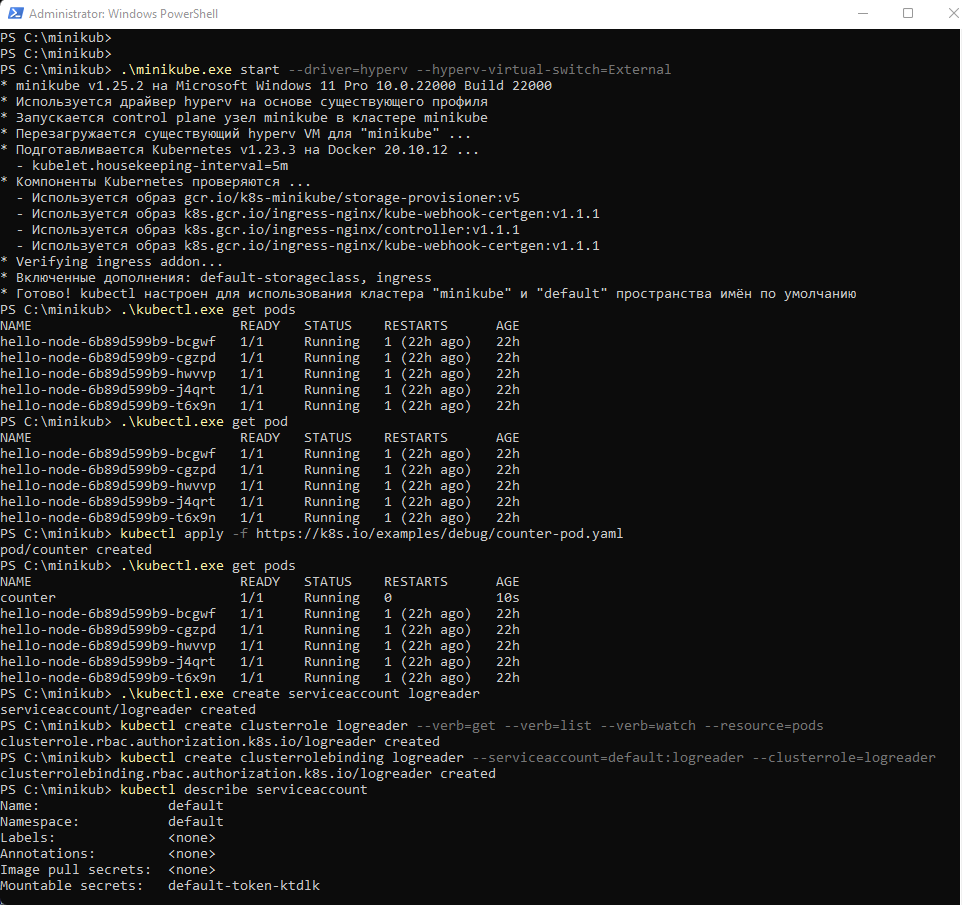 Administrator: Windows PowerShell
PS C:\minikub>
PS C:\minikub>
PS C:\minikub> .\minikube.exe start --driver=hyperv --hyperv-virtual-switch=External
* minikube v1.25.2 на Microsoft Windows 11 Pro 10.0.22000 Build 22000
* Используется драйвер hyperv на основе существующего профиля
* Запускается control plane узел minikube в кластере minikube
* Перезагружается существующий hyperv VM для "minikube" ...
* Подготавливается Kubernetes v1.23.3 на Docker 20.10.12 ...
  - kubelet.housekeeping-interval=5m
* Компоненты Kubernetes проверяются ...
  - Используется образ gcr.io/k8s-minikube/storage-provisioner:v5
  - Используется образ k8s.gcr.io/ingress-nginx/kube-webhook-certgen:v1.1.1
  - Используется образ k8s.gcr.io/ingress-nginx/controller:v1.1.1
  - Используется образ k8s.gcr.io/ingress-nginx/kube-webhook-certgen:v1.1.1
* Verifying ingress addon...
* Включенные дополнения: default-storageclass, ingress
* Готово! kubectl настроен для использования кластера "minikube" и "default" пространства имён по умолчанию
PS C:\minikub> .\kubectl.exe get pods
NAME                          READY   STATUS    RESTARTS      AGE
hello-node-6b89d599b9-bcgwf   1/1     Running   1 (22h ago)   22h
hello-node-6b89d599b9-cgzpd   1/1     Running   1 (22h ago)   22h
hello-node-6b89d599b9-hwvvp   1/1     Running   1 (22h ago)   22h
hello-node-6b89d599b9-j4qrt   1/1     Running   1 (22h ago)   22h
hello-node-6b89d599b9-t6x9n   1/1     Running   1 (22h ago)   22h
PS C:\minikub> .\kubectl.exe get pod
NAME                          READY   STATUS    RESTARTS      AGE
hello-node-6b89d599b9-bcgwf   1/1     Running   1 (22h ago)   22h
hello-node-6b89d599b9-cgzpd   1/1     Running   1 (22h ago)   22h
hello-node-6b89d599b9-hwvvp   1/1     Running   1 (22h ago)   22h
hello-node-6b89d599b9-j4qrt   1/1     Running   1 (22h ago)   22h
hello-node-6b89d599b9-t6x9n   1/1     Running   1 (22h ago)   22h
PS C:\minikub> kubectl apply -f https://k8s.io/examples/debug/counter-pod.yaml
pod/counter created
PS C:\minikub> .\kubectl.exe get pods
NAME                          READY   STATUS    RESTARTS      AGE
counter                       1/1     Running   0             10s
hello-node-6b89d599b9-bcgwf   1/1     Running   1 (22h ago)   22h
hello-node-6b89d599b9-cgzpd   1/1     Running   1 (22h ago)   22h
hello-node-6b89d599b9-hwvvp   1/1     Running   1 (22h ago)   22h
hello-node-6b89d599b9-j4qrt   1/1     Running   1 (22h ago)   22h
hello-node-6b89d599b9-t6x9n   1/1     Running   1 (22h ago)   22h
PS C:\minikub> .\kubectl.exe create serviceaccount logreader
serviceaccount/logreader created
PS C:\minikub> kubectl create clusterrole logreader --verb=get --verb=list --verb=watch --resource=pods
clusterrole.rbac.authorization.k8s.io/logreader created
PS C:\minikub> kubectl create clusterrolebinding logreader --serviceaccount=default:logreader --clusterrole=logreader
clusterrolebinding.rbac.authorization.k8s.io/logreader created
PS C:\minikub> kubectl describe serviceaccount
Name:                default
Namespace:           default
Labels:              <none>
Annotations:         <none>
Image pull secrets:  <none>
Mountable secrets:   default-token-ktdlk